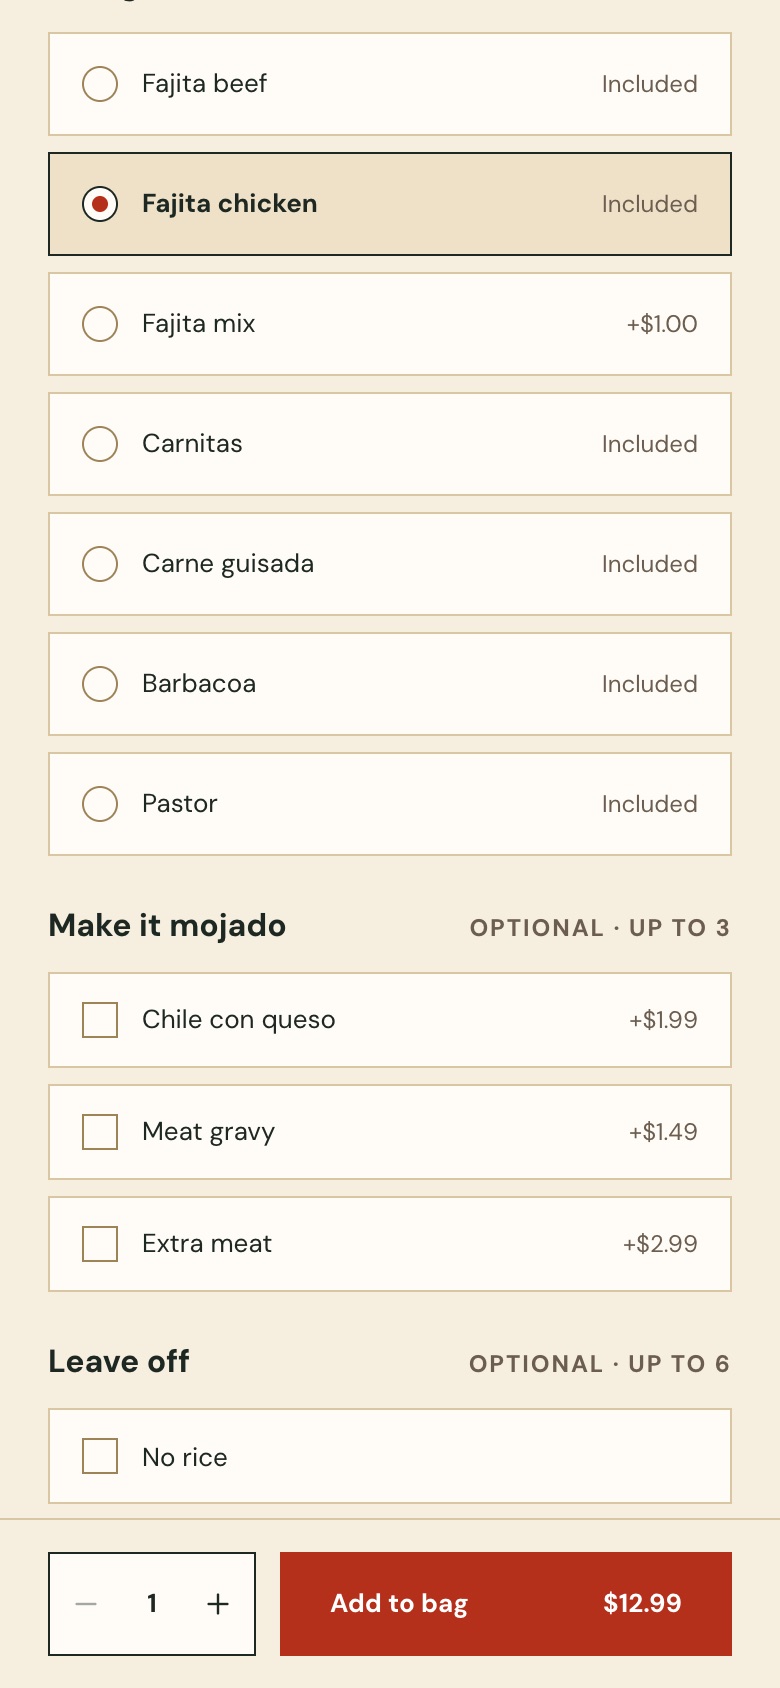 Fajita beef Included
Fajita chicken Included
Fajita mix +$1.00
Carnitas Included
Carne guisada Included
Barbacoa Included
Pastor Included
Make it mojado OPTIONAL · UP TO 3
Chile con queso +$1.99
Meat gravy +$1.49
Extra meat +$2.99
Leave off OPTIONAL · UP TO 6
No rice
1 Add to bag $12.99